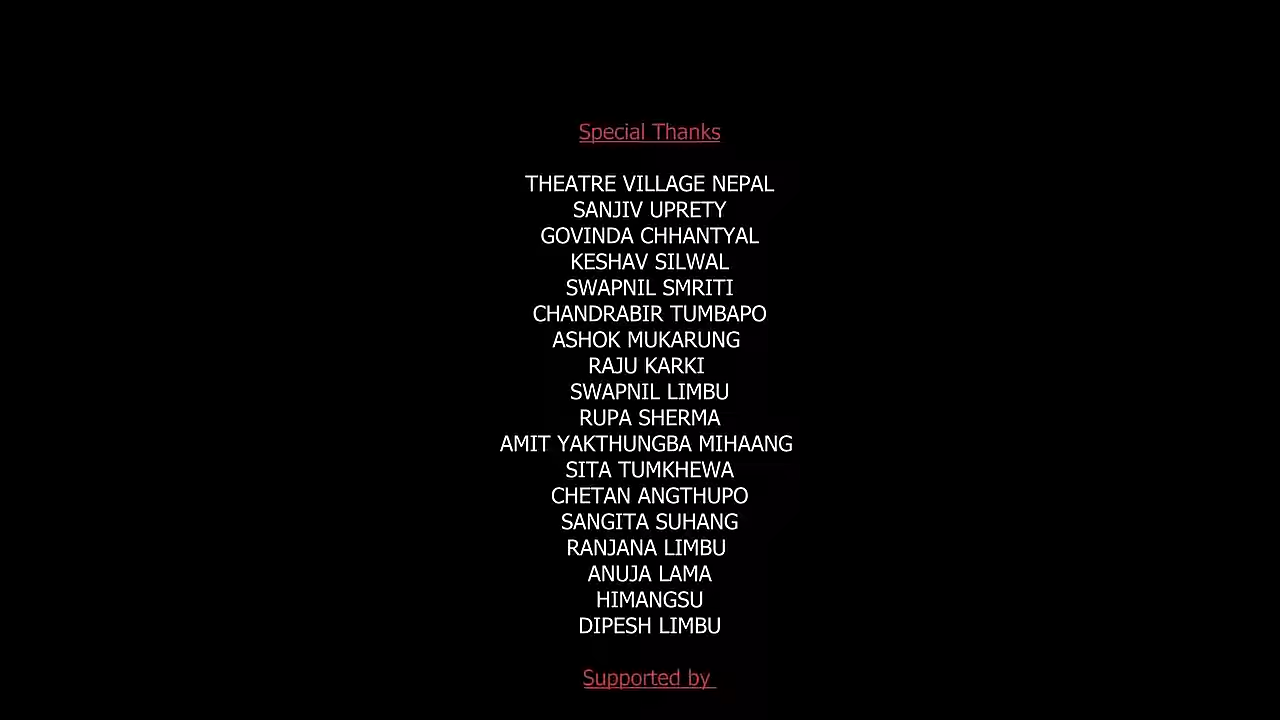 Special Thanks
THEATRE VILLAGE NEPAL
SANJIV UPRETY
GOVINDA CHHANTYAL
KESHAV SILWAL
SWAPNIL SMRITI
CHANDRABIR TUMBAPO
ASHOK MUKARUNG
RAJU KARKI
SWAPNIL LIMBU
RUPA SHERMA
AMIT YAKTHUNGBA MIHAANG
SITA TUMKHEWA
CHETAN ANGTHUPO
SANGITA SUHANG
RANJANA LIMBU
ANUJA LAMA
HIMANGSU
DIPESH LIMBU
Supported by